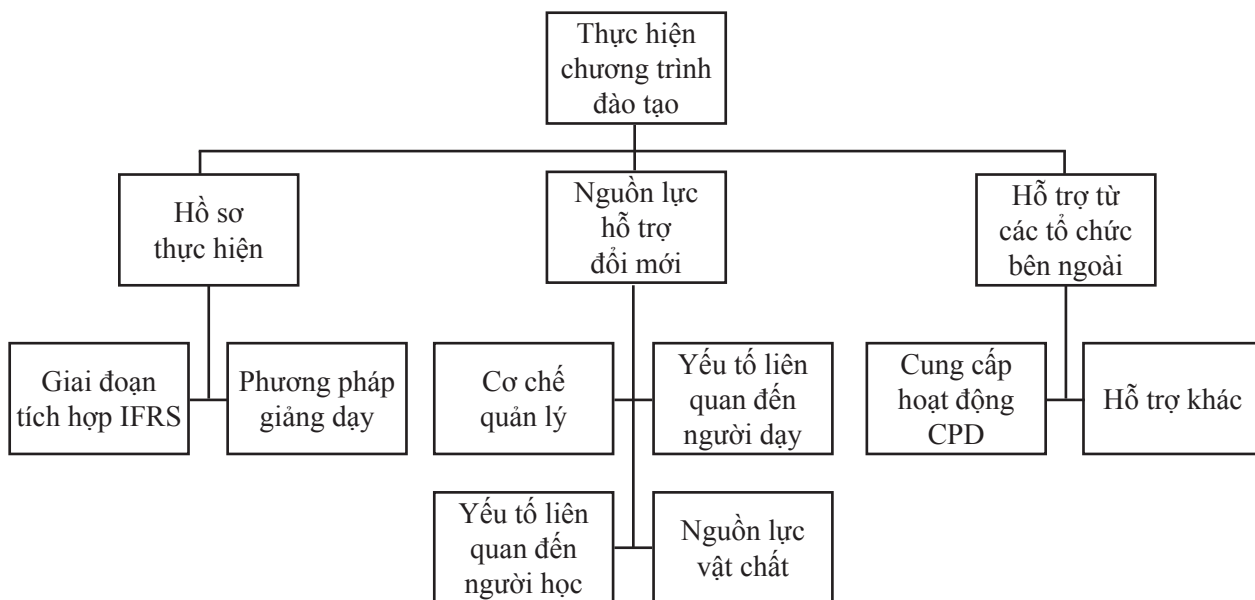 Thực hiện
chương trình
đào tạo
Hồ sơ
thực hiện
Nguồn lực
hỗ trợ
đổi mới
Hỗ trợ từ
các tổ chức
bên ngoài
Giai đoạn
tích hợp IFRS
Phương pháp
giảng dạy
Cơ chế
quản lý
Yếu tố liên
quan đến
người dạy
Cung cấp
hoạt động
CPD
Hỗ trợ khác
Yếu tố liên
quan đến
người học
Nguồn lực
vật chất